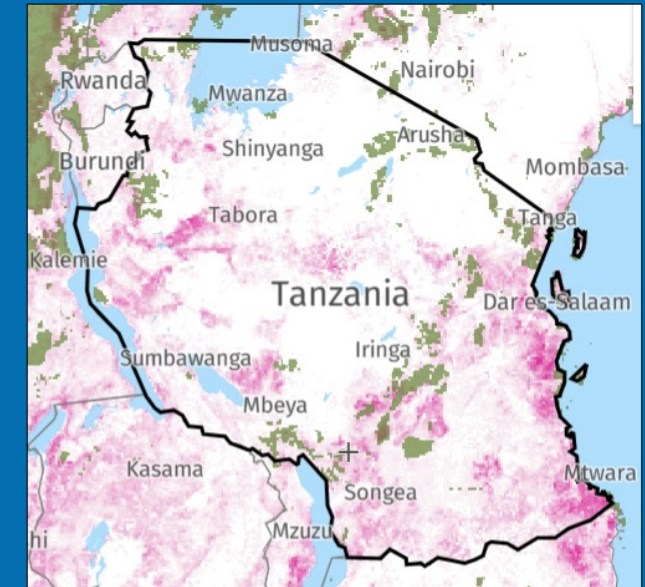 Musoma
Nairobi
Rwanda
Mwanza
Arusha
Shinyanga
Burundi
Mombasa
Tabora
Tanga
Kalemie
Tanzania
Dar es-Salaam
Iringa
Sumbawanga
Mbeya
Kasama
Mtwara
Songea
Mzuzu
hi